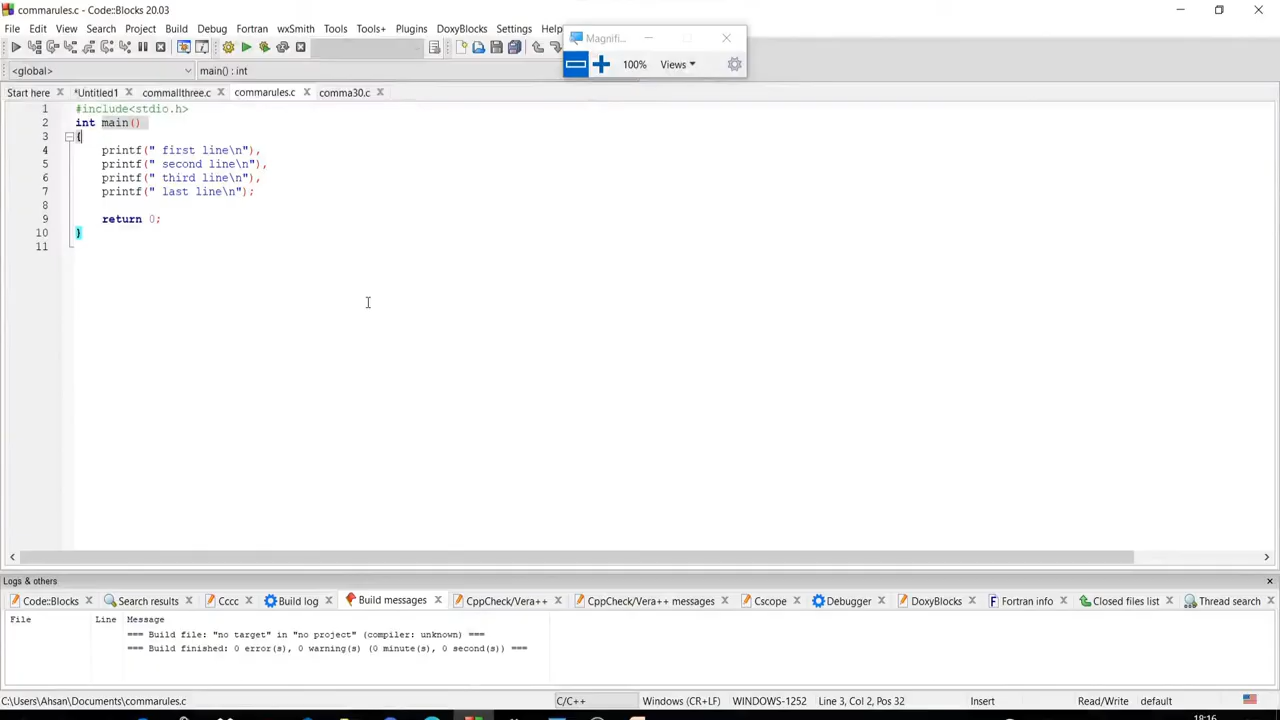 commarules.c - Code::Blocks 20.03
File Edit View Search Project Build Debug Fortran wxSmith Tools Tools+ Plugins DoxyBlocks Settings Help
Magnifi...
100% Views
<global> main() : int
Start here *Untitled1 commallthree.c commarules.c comma30.c
1 #include<stdio.h>
2 int main()
3 {
4 printf(" first line\n"),
5 printf(" second line\n"),
6 printf(" third line\n"),
7 printf(" last line\n");
8
9 return 0;
10 }
11
Logs & others
Code::Blocks Search results Cccc Build log Build messages CppCheck/Vera++ CppCheck/Vera++ messages Cscope Debugger DoxyBlocks Fortran info Closed files list Thread search
File Line Message
=== Build file: "no target" in "no project" (compiler: unknown) ===
=== Build finished: 0 error(s), 0 warning(s) (0 minute(s), 0 second(s)) ===
C:\Users\Ahsan\Documents\commarules.c C/C++ Windows (CR+LF) WINDOWS-1252 Line 3, Col 2, Pos 32 Insert Read/Write default
18:16